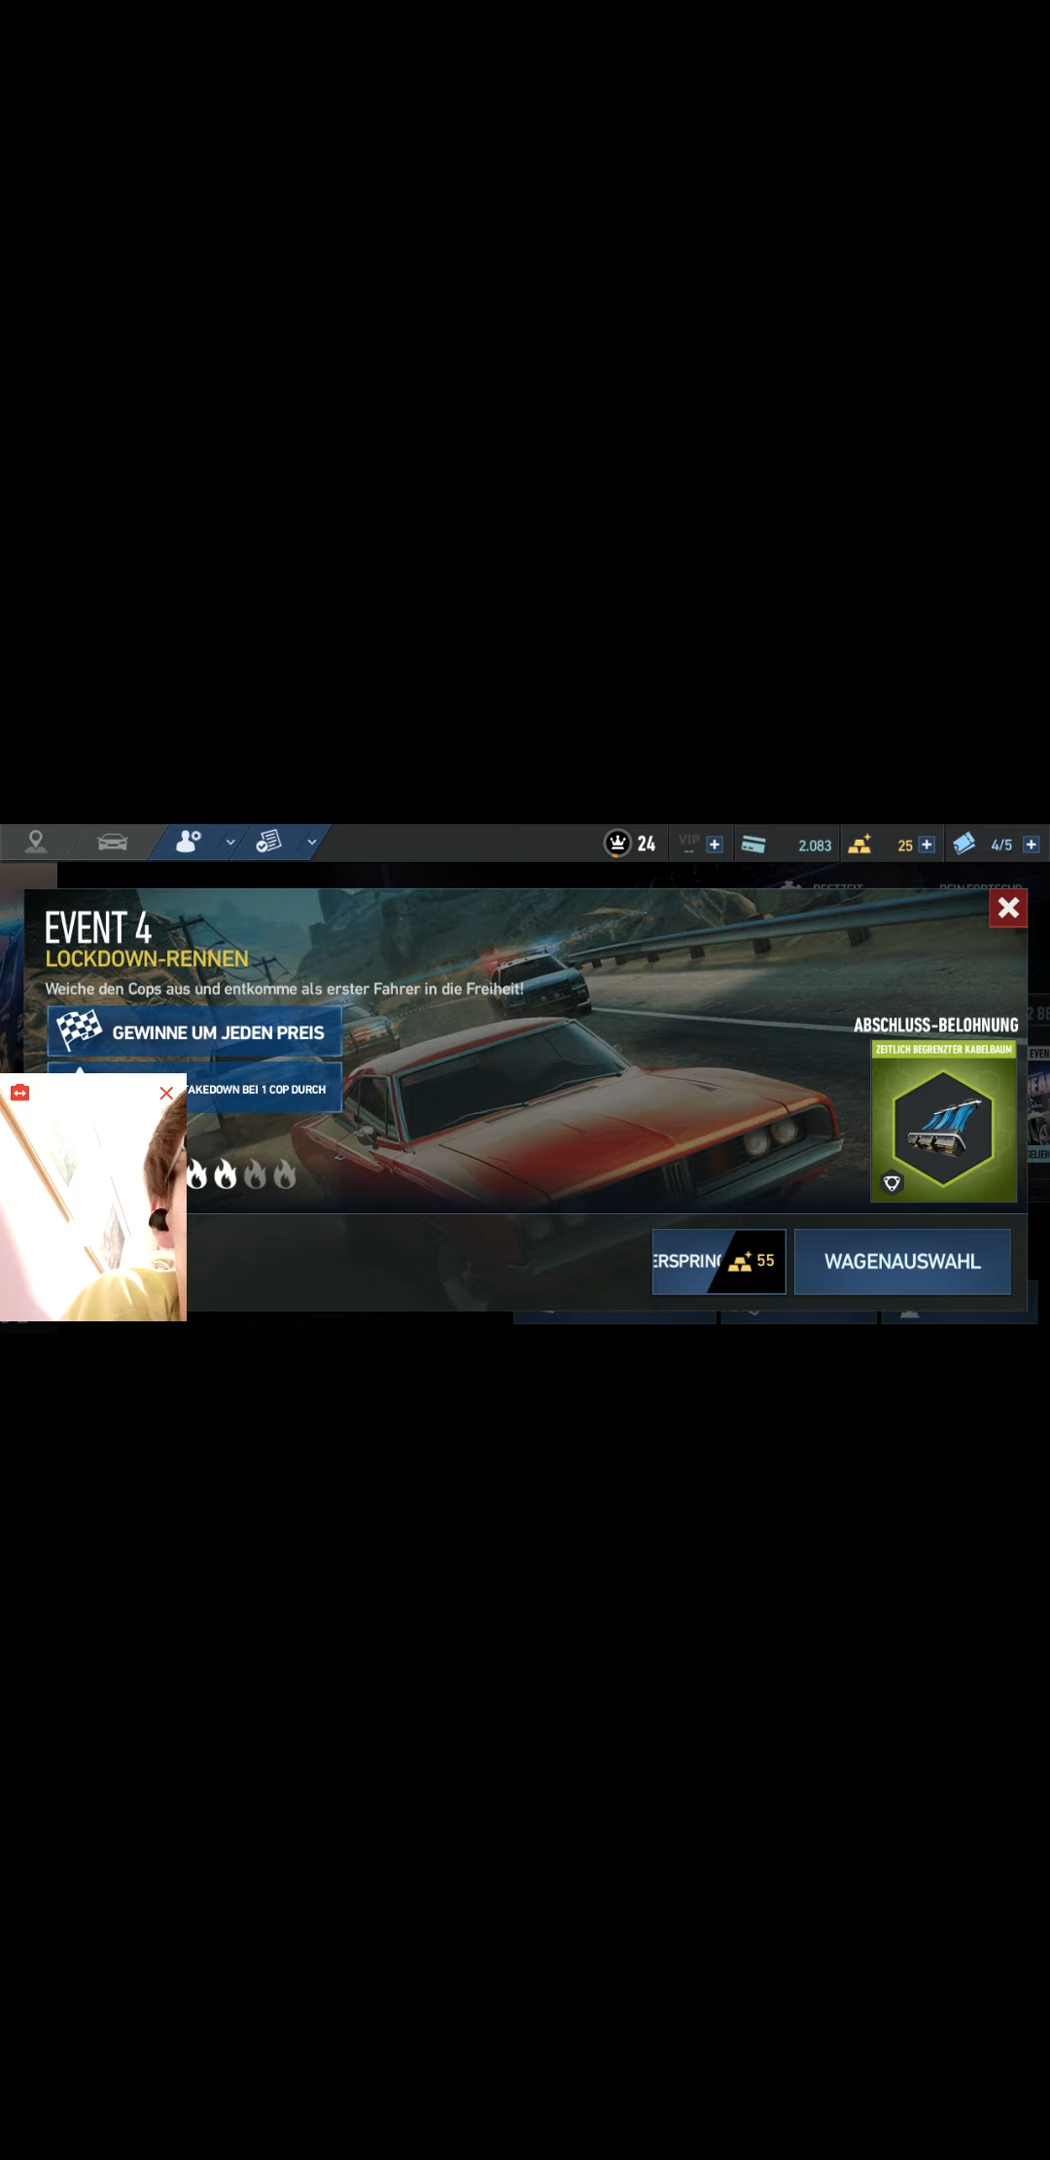 24 VIP 2.083 25 4/5
EVENT 4
LOCKDOWN-RENNEN
Weiche den Cops aus und entkomme als erster Fahrer in die Freiheit!
GEWINNE UM JEDEN PREIS
AKEDOWN BEI 1 COP DURCH
ABSCHLUSS-BELOHNUNG
ZEITLICH BEGRENZTER KABELBAUM
ERSPRING 55
WAGENAUSWAHL